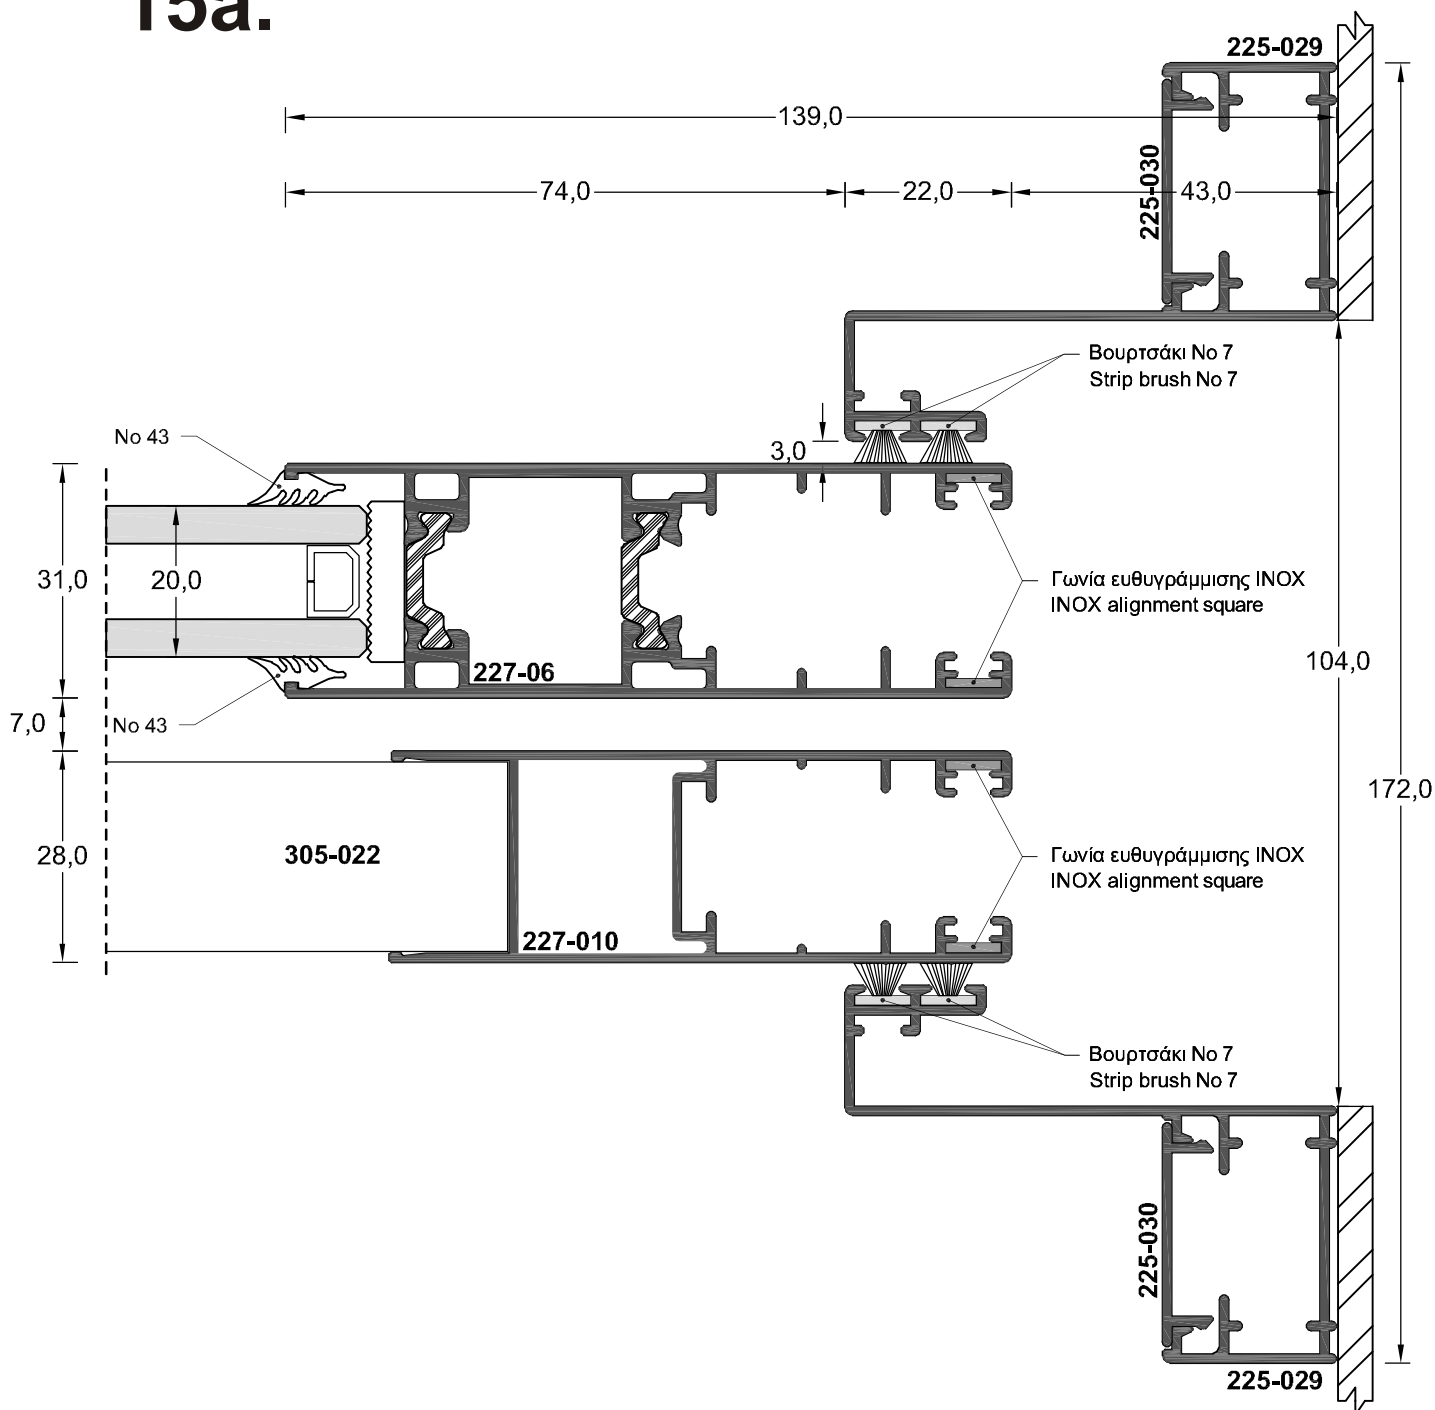 15a.
225-029
139,0
74,0
22,0
43,0
225-030
Βουρτσάκι No 7
Strip brush No 7
No 43
3,0
31,0
20,0
Γωνία ευθυγράμμισης INOX
INOX alignment square
227-06
104,0
7,0
No 43
172,0
28,0
305-022
Γωνία ευθυγράμμισης INOX
INOX alignment square
227-010
Βουρτσάκι No 7
Strip brush No 7
225-030
225-029